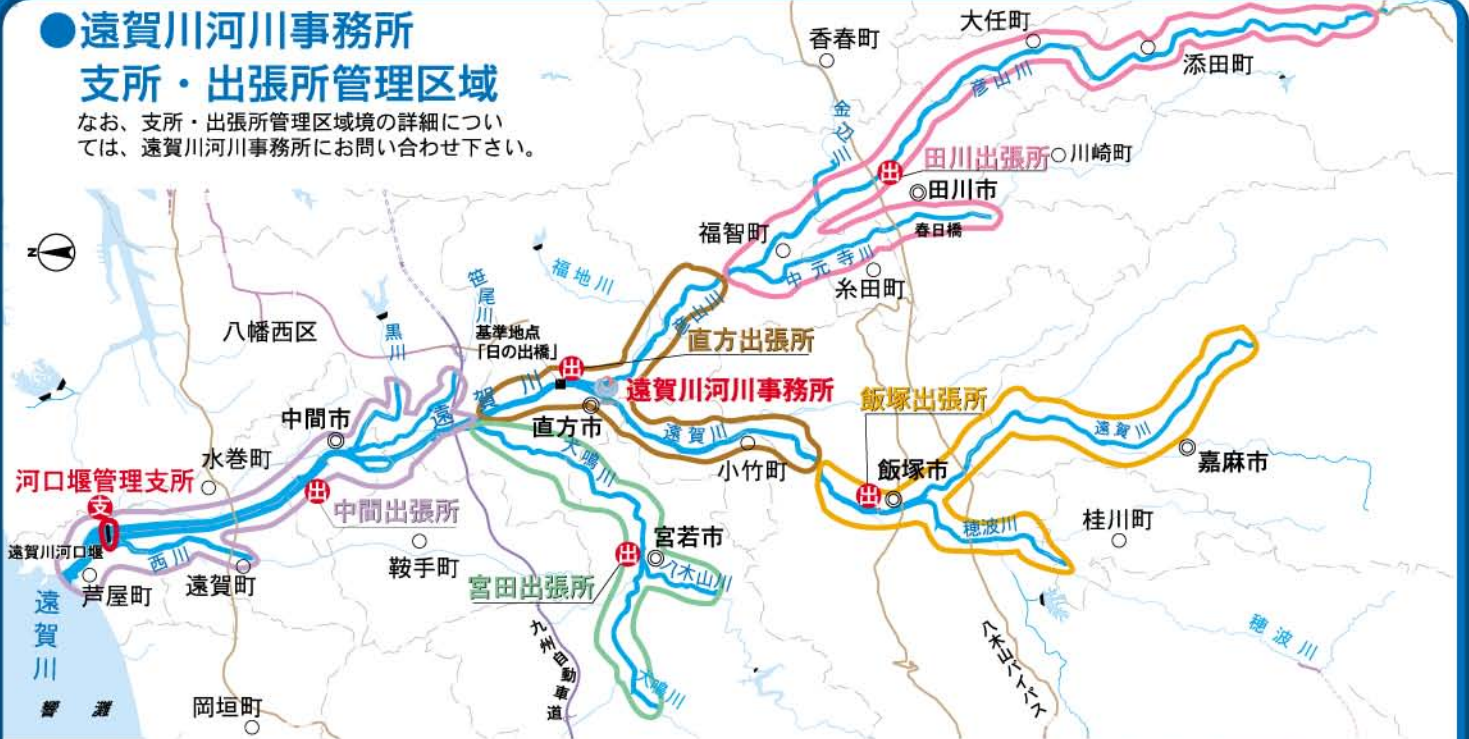 ●遠賀川河川事務所
支所・出張所管理区域
なお、支所・出張所管理区域境の詳細につい
ては、遠賀川河川事務所にお問い合わせ下さい。
大任町
香春町
添田町
彦山川
金辺川
出
田川出張所
川崎町
田川市
福智町
春日橋
中元寺川
糸田町
N
笹尾川
福地川
八幡西区
黒川
基準地点
「日の出橋」
彦山川
直方出張所
出
遠賀川
遠賀川河川事務所
飯塚出張所
中間市
直方市
遠賀川
遠賀川
水巻町
犬鳴川
小竹町
飯塚市
嘉麻市
河口堰管理支所
支
出
中間出張所
出
穂波川
桂川町
遠賀川河口堰
西川
芦屋町
遠賀町
鞍手町
出
宮若市
宮田出張所
八木山川
遠賀川
九州自動車道
八木山バイパス
穂波川
犬鳴川
響灘
岡垣町